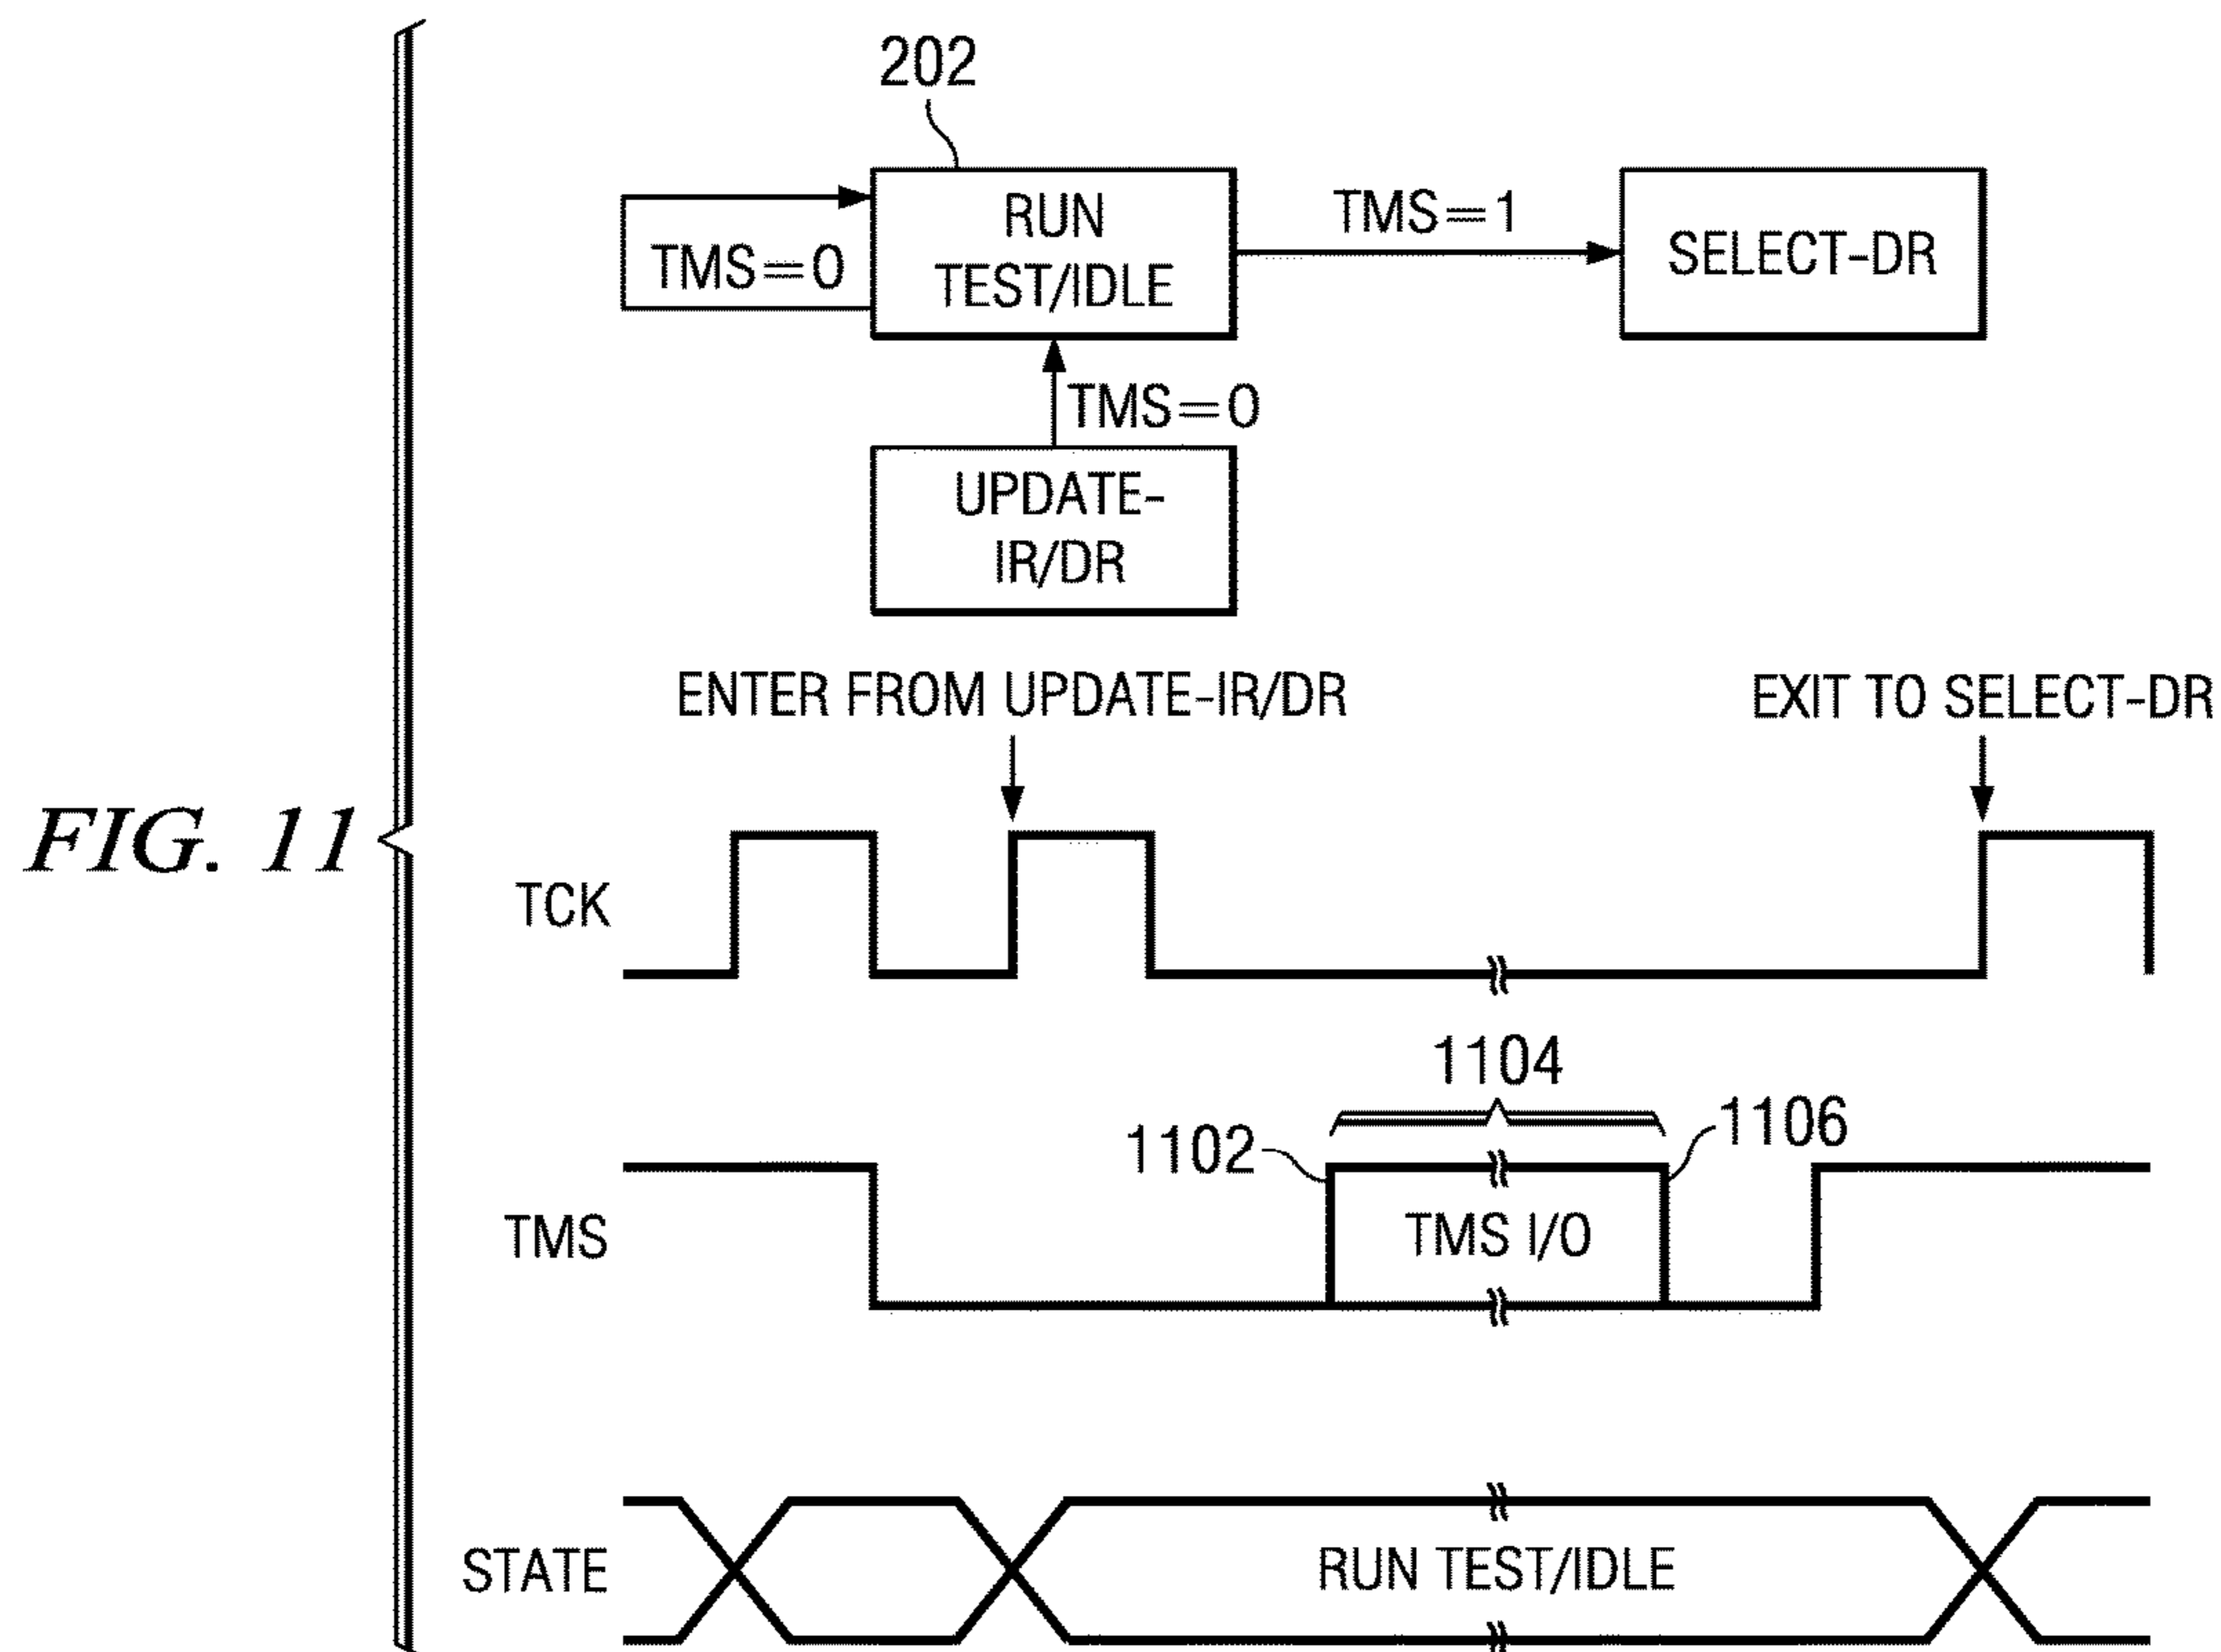 202
RUN
TEST/IDLE
TMS=0
TMS=1
SELECT-DR
TMS=0
UPDATE-
IR/DR
ENTER FROM UPDATE-IR/DR
EXIT TO SELECT-DR
FIG. 11
TCK
1104
1102
1106
TMS
TMS I/O
STATE
RUN TEST/IDLE